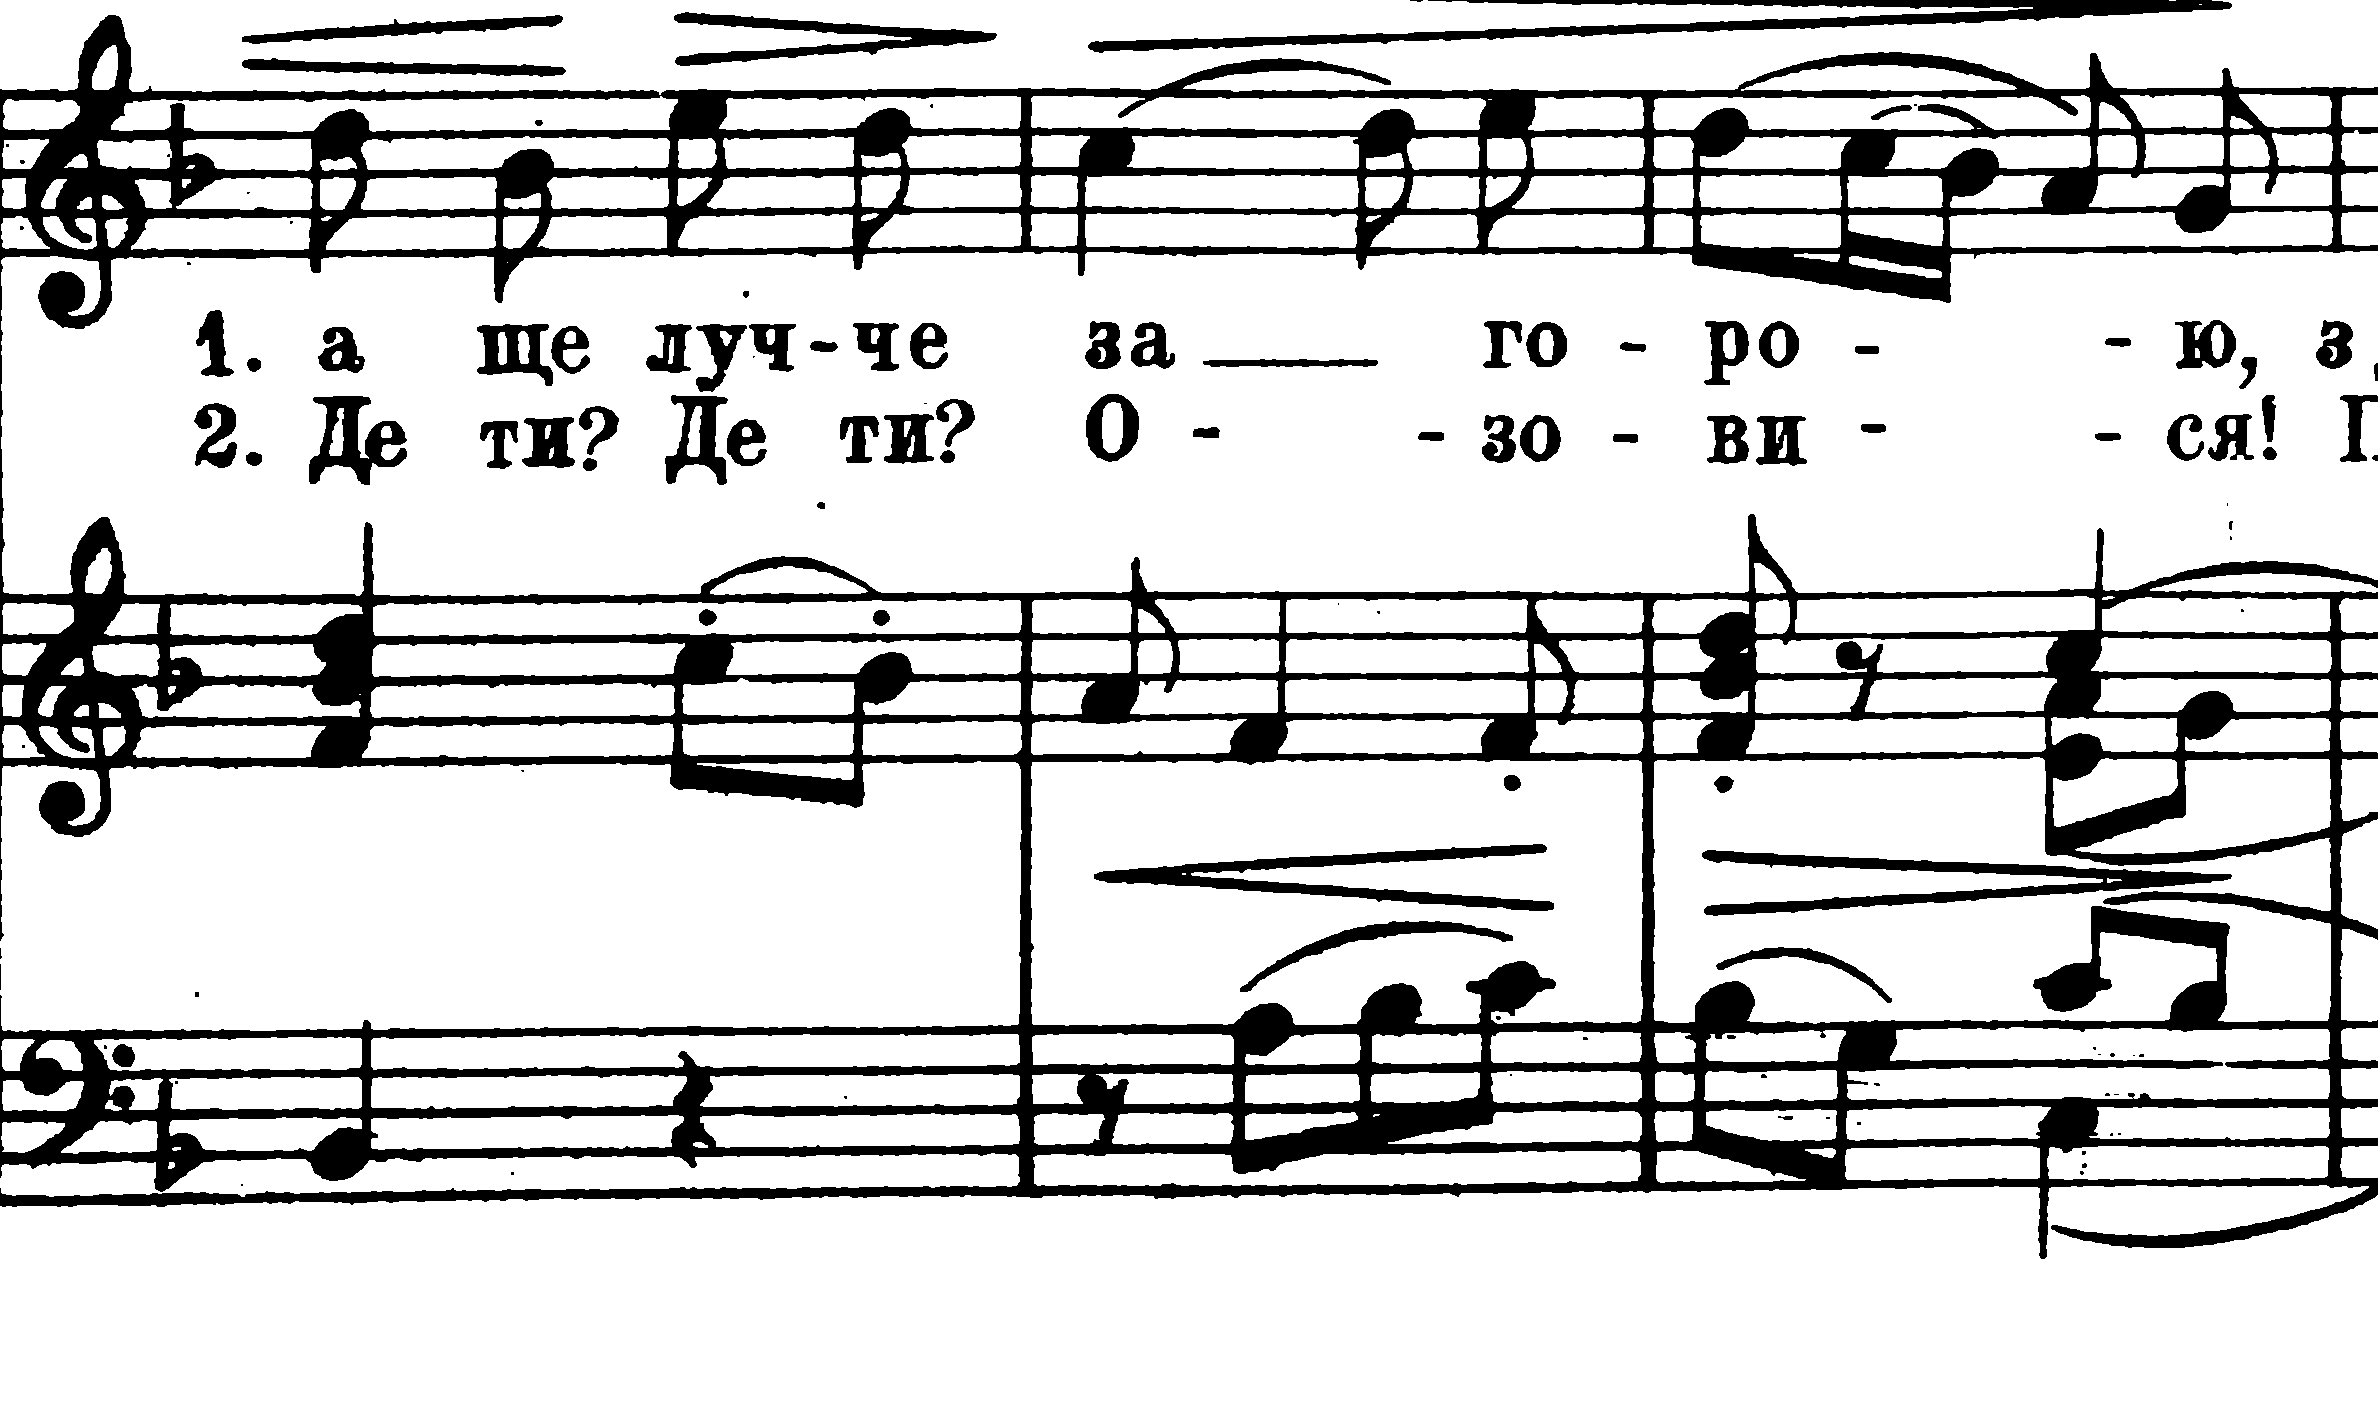 1. а ще луч-че за го - ро - - ю, з
2. Де ти? Де ти? О - - зо - ви - - ся! П